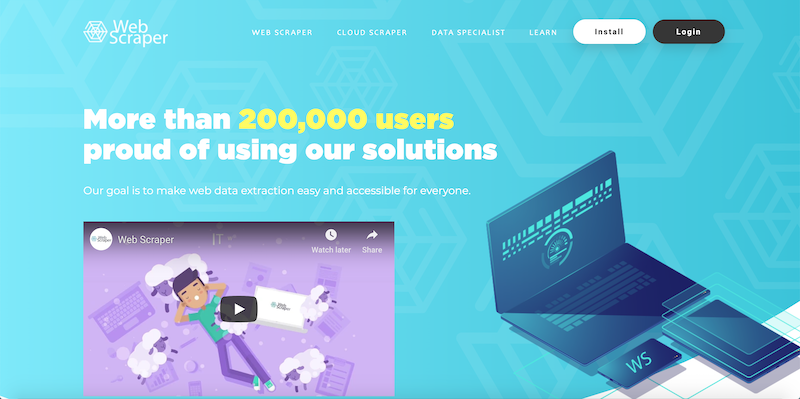 Web
Scraper
WEB SCRAPER
CLOUD SCRAPER
DATA SPECIALIST
LEARN
Install
Login
More than 200,000 users
proud of using our solutions
Our goal is to make web data extraction easy and accessible for everyone.
Web Scraper
IT
Watch later
Share
WS